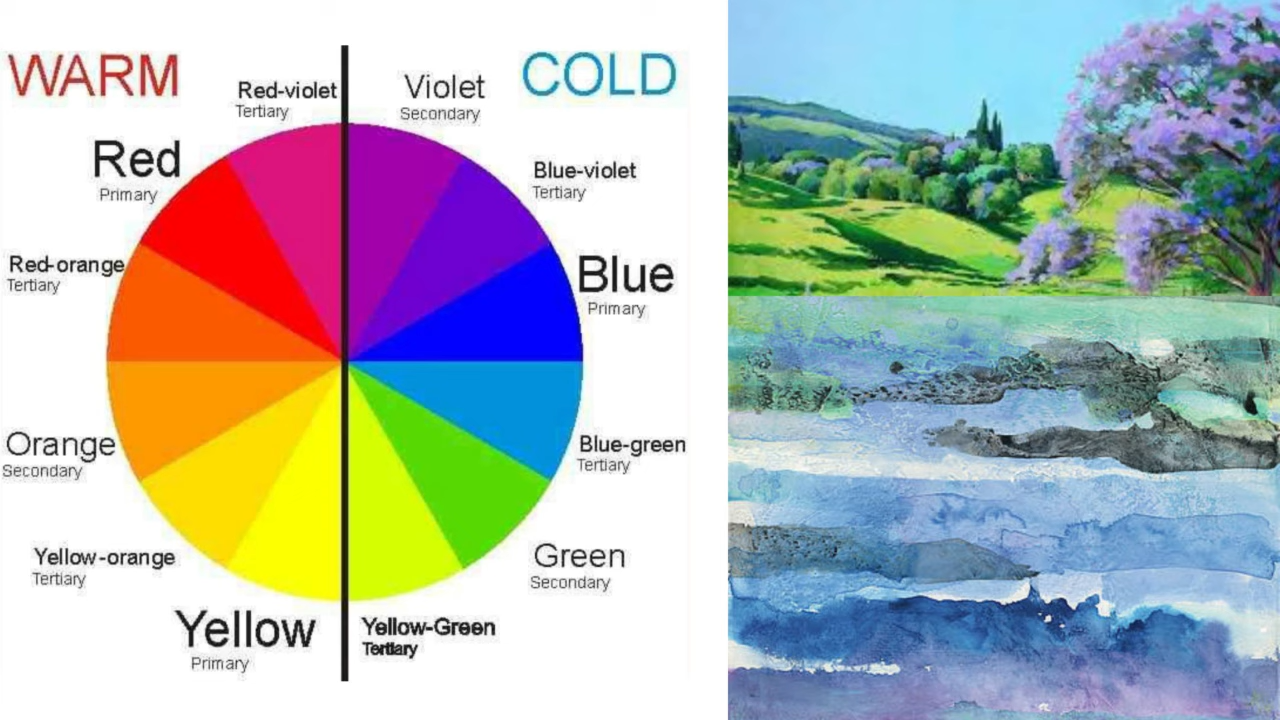 WARM
COLD
Red-violet
Tertiary
Violet
Secondary
Red
Primary
Blue-violet
Tertiary
Red-orange
Tertiary
Blue
Primary
Orange
Secondary
Blue-green
Tertiary
Yellow-orange
Tertiary
Green
Secondary
Yellow
Primary
Yellow-Green
Tertiary